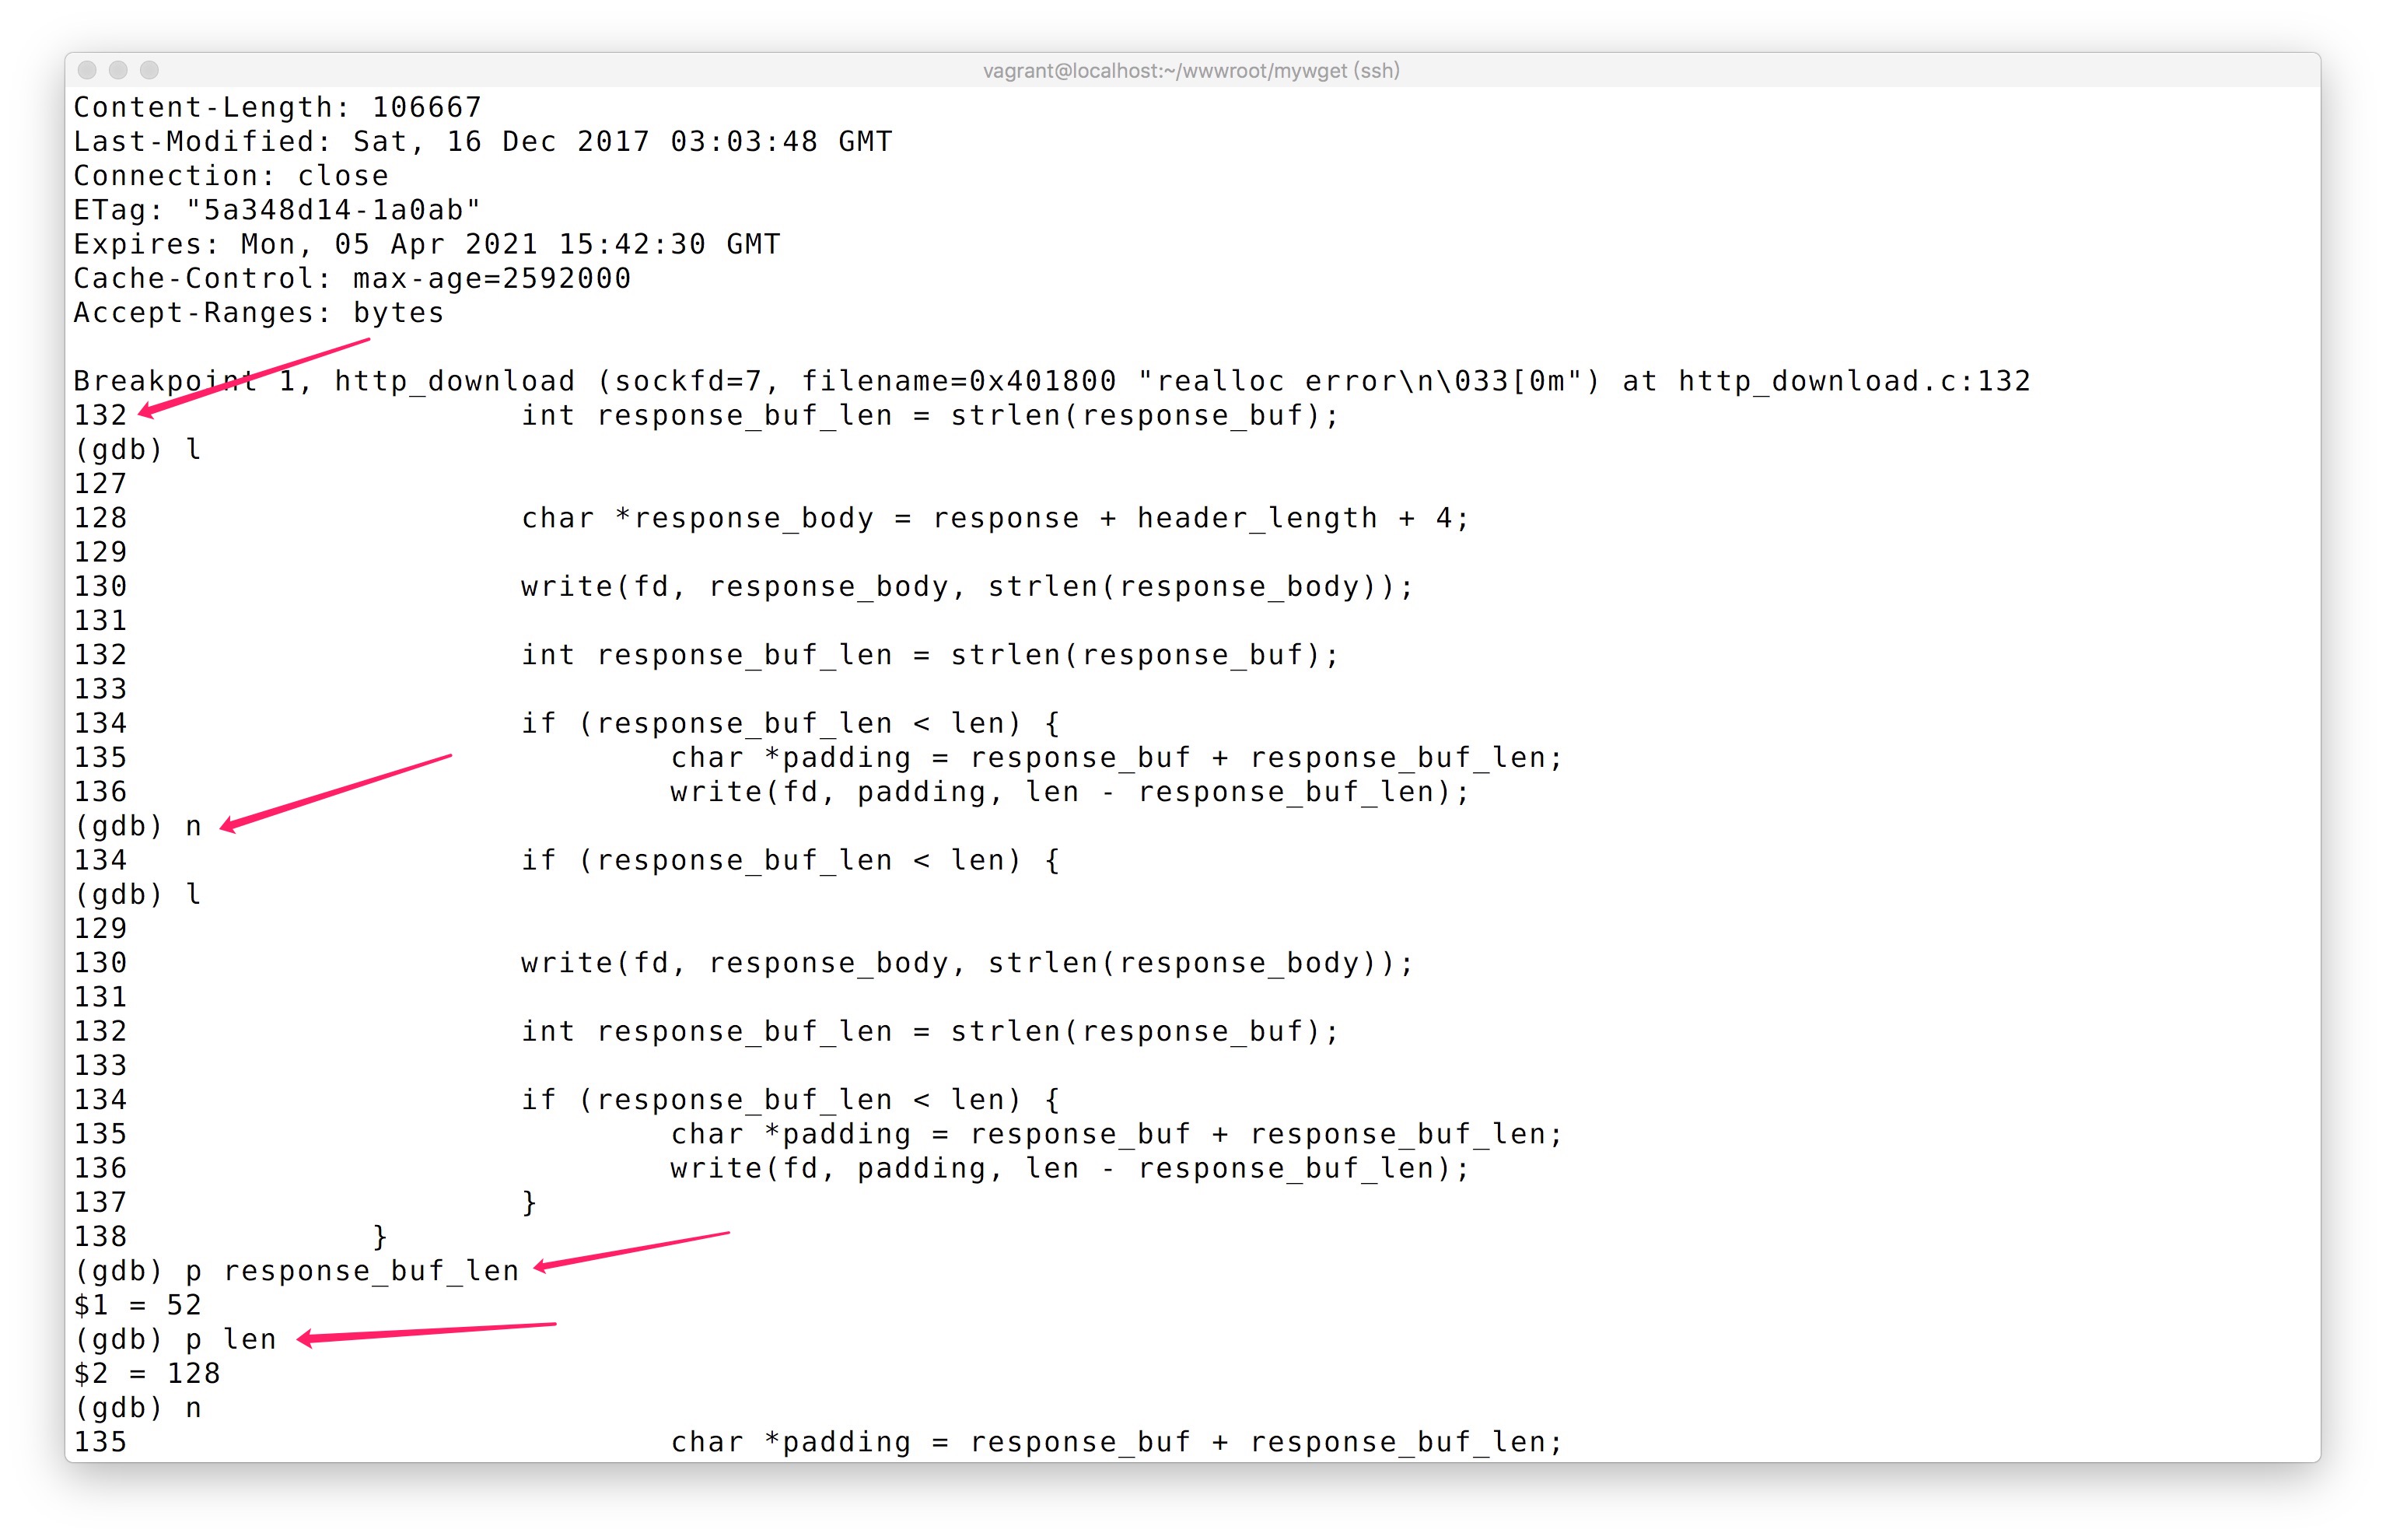 vagrant@localhost:~/wwwroot/mywget (ssh)
Content-Length: 106667
Last-Modified: Sat, 16 Dec 2017 03:03:48 GMT
Connection: close
ETag: "5a348d14-1a0ab"
Expires: Mon, 05 Apr 2021 15:42:30 GMT
Cache-Control: max-age=2592000
Accept-Ranges: bytes
Breakpoint 1, http_download (sockfd=7, filename=0x401800 "realloc error\n\033[0m") at http_download.c:132
132 int response_buf_len = strlen(response_buf);
(gdb) l
127
128 char *response_body = response + header_length + 4;
129
130 write(fd, response_body, strlen(response_body));
131
132 int response_buf_len = strlen(response_buf);
133
134 if (response_buf_len < len) {
135 char *padding = response_buf + response_buf_len;
136 write(fd, padding, len - response_buf_len);
(gdb) n
134 if (response_buf_len < len) {
(gdb) l
129
130 write(fd, response_body, strlen(response_body));
131
132 int response_buf_len = strlen(response_buf);
133
134 if (response_buf_len < len) {
135 char *padding = response_buf + response_buf_len;
136 write(fd, padding, len - response_buf_len);
137 }
138 }
(gdb) p response_buf_len
$1 = 52
(gdb) p len
$2 = 128
(gdb) n
135 char *padding = response_buf + response_buf_len;